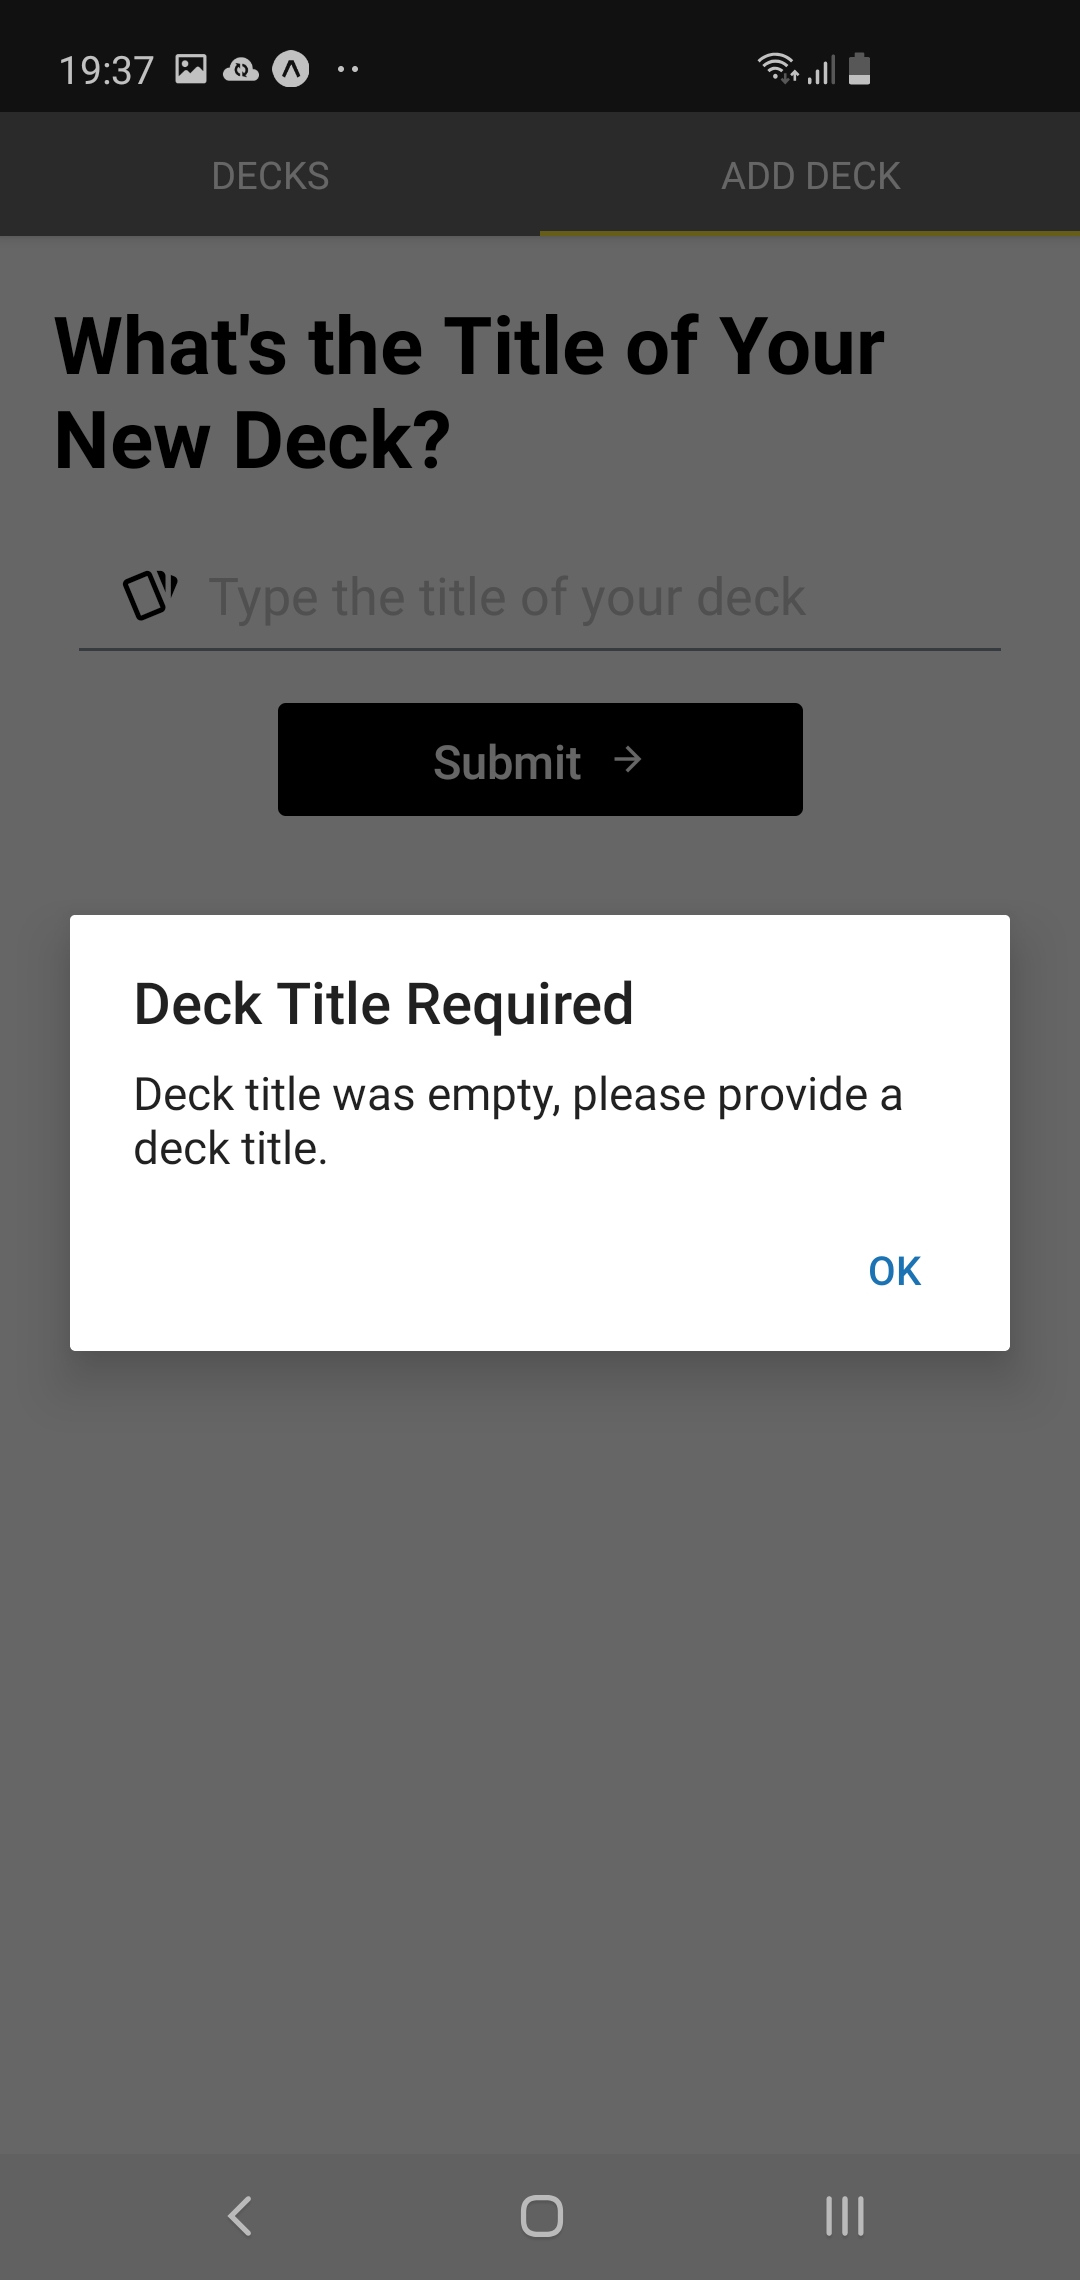 19:37
DECKS
ADD DECK
What's the Title of Your
New Deck?
Type the title of your deck
Submit
Deck Title Required
Deck title was empty, please provide a
deck title.
OK